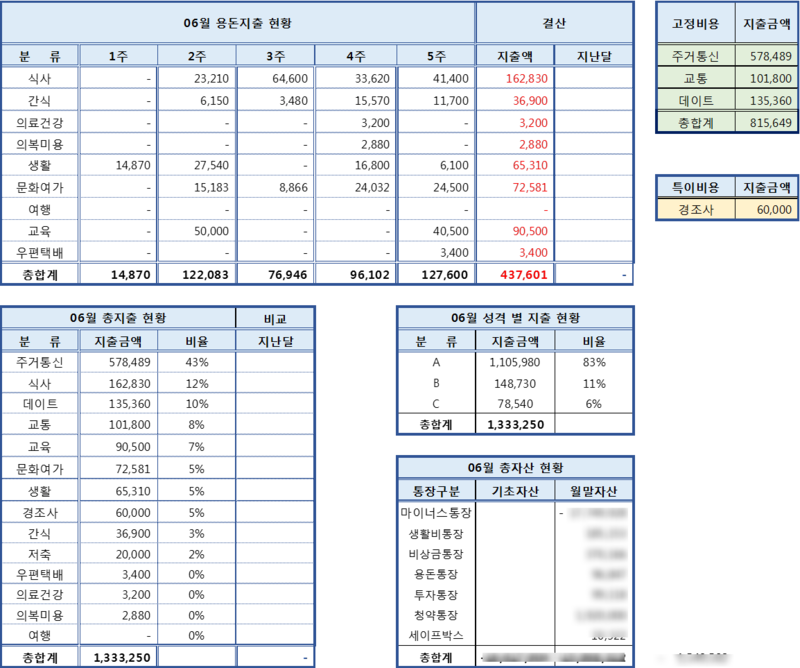 06월 용돈지출 현황 결산
분 류 1주 2주 3주 4주 5주 지출액 지난달
식사 - 23,210 64,600 33,620 41,400 162,830
간식 - 6,150 3,480 15,570 11,700 36,900
의료건강 - - - 3,200 - 3,200
의복미용 - - - 2,880 - 2,880
생활 14,870 27,540 - 16,800 6,100 65,310
문화여가 - 15,183 8,866 24,032 24,500 72,581
여행 - - - - - -
교육 - 50,000 - - 40,500 90,500
우편택배 - - - - 3,400 3,400
총합계 14,870 122,083 76,946 96,102 127,600 437,601 -
고정비용 지출금액
주거통신 578,489
교통 101,800
데이트 135,360
총합계 815,649
특이비용 지출금액
경조사 60,000
06월 총지출 현황 비교
분 류 지출금액 비율 지난달
주거통신 578,489 43%
식사 162,830 12%
데이트 135,360 10%
교통 101,800 8%
교육 90,500 7%
문화여가 72,581 5%
생활 65,310 5%
경조사 60,000 5%
간식 36,900 3%
저축 20,000 2%
우편택배 3,400 0%
의료건강 3,200 0%
의복미용 2,880 0%
여행 - 0%
총합계 1,333,250 -
06월 성격 별 지출 현황
분 류 지출금액 비율
A 1,105,980 83%
B 148,730 11%
C 78,540 6%
총합계 1,333,250
06월 총자산 현황
통장구분 기초자산 월말자산
마이너스통장 -
생활비통장
비상금통장
용돈통장
투자통장
청약통장
세이프박스
총합계